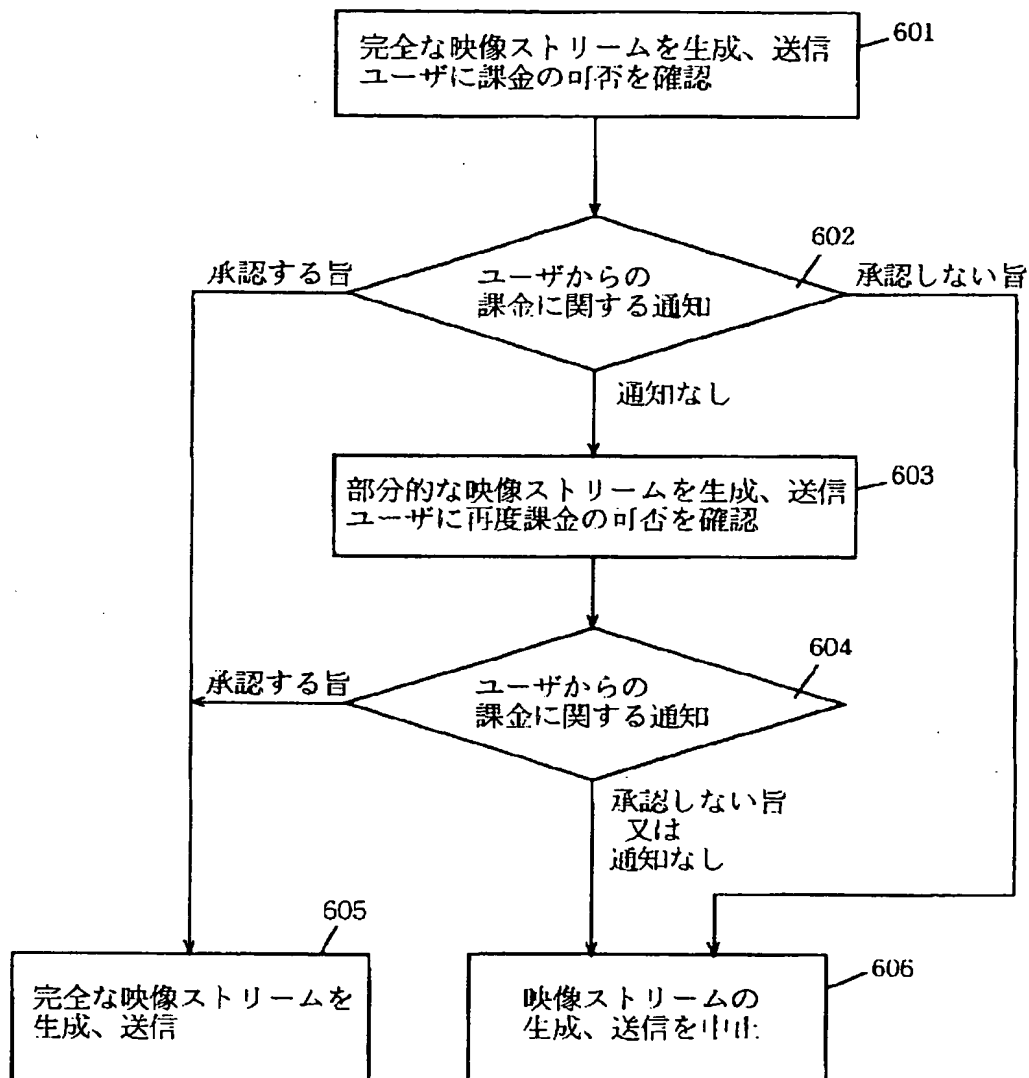 完全な映像ストリームを生成、送信
ユーザに課金の可否を確認
601
602
ユーザからの
課金に関する通知
承認する旨
承認しない旨
通知なし
部分的な映像ストリームを生成、送信
ユーザに再度課金の可否を確認
603
604
ユーザからの
課金に関する通知
承認する旨
承認しない旨
又は
通知なし
605
完全な映像ストリームを
生成、送信
606
映像ストリームの
生成、送信を中止